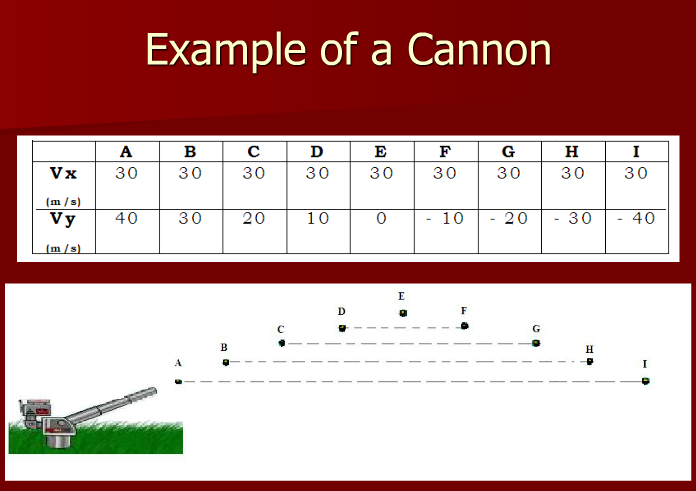 Example of a Cannon
A B C D E F G H I
Vx 30 30 30 30 30 30 30 30 30
(m/s)
Vy 40 30 20 10 0 - 10 - 20 - 30 - 40
(m/s)
E
D F
C G
B H
A I